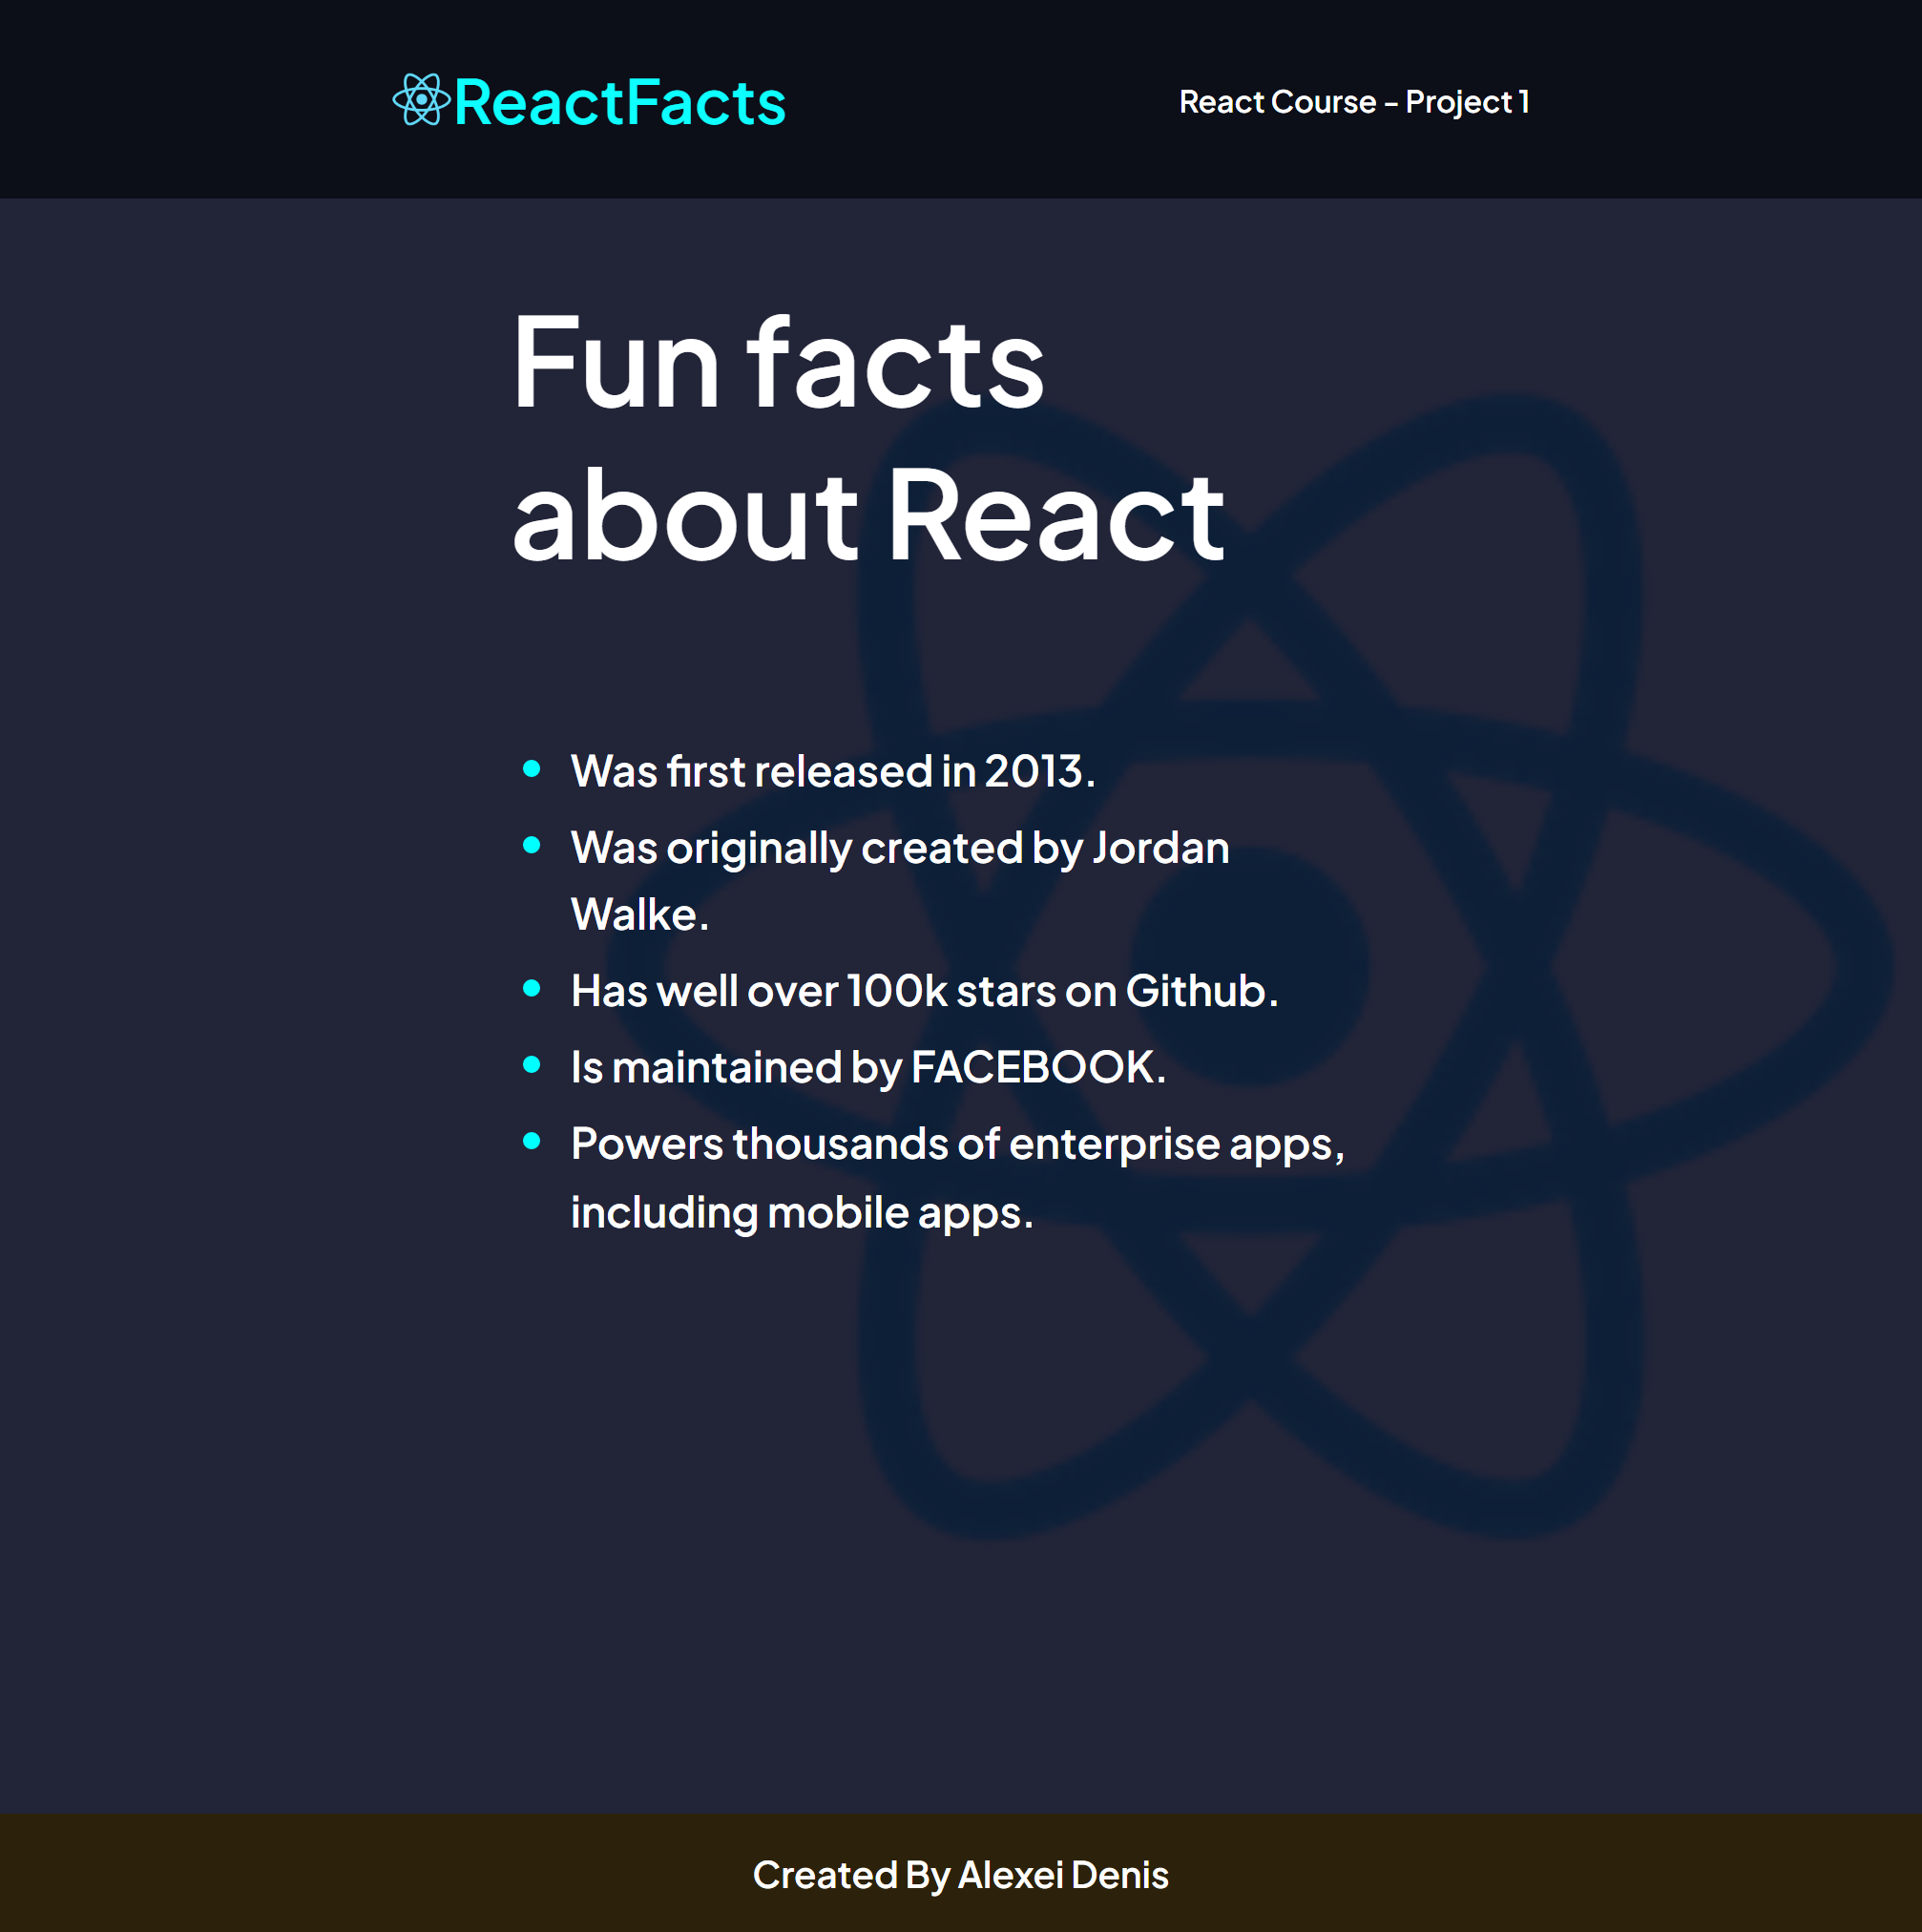 ReactFacts
React Course - Project 1
Fun facts
about React
Was first released in 2013.
Was originally created by Jordan
Walke.
Has well over 100k stars on Github.
Is maintained by FACEBOOK.
Powers thousands of enterprise apps,
including mobile apps.
Created By Alexei Denis